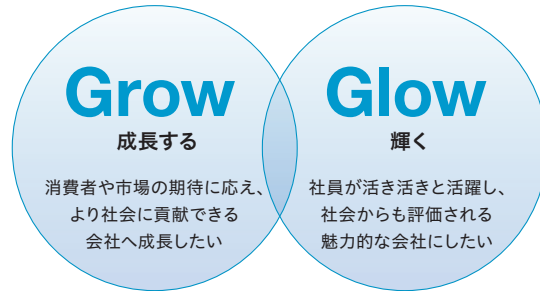 Grow
成長する
消費者や市場の期待に応え、
より社会に貢献できる
会社へ成長したい
Glow
輝く
社員が活き活きと活躍し、
社会からも評価される
魅力的な会社にしたい